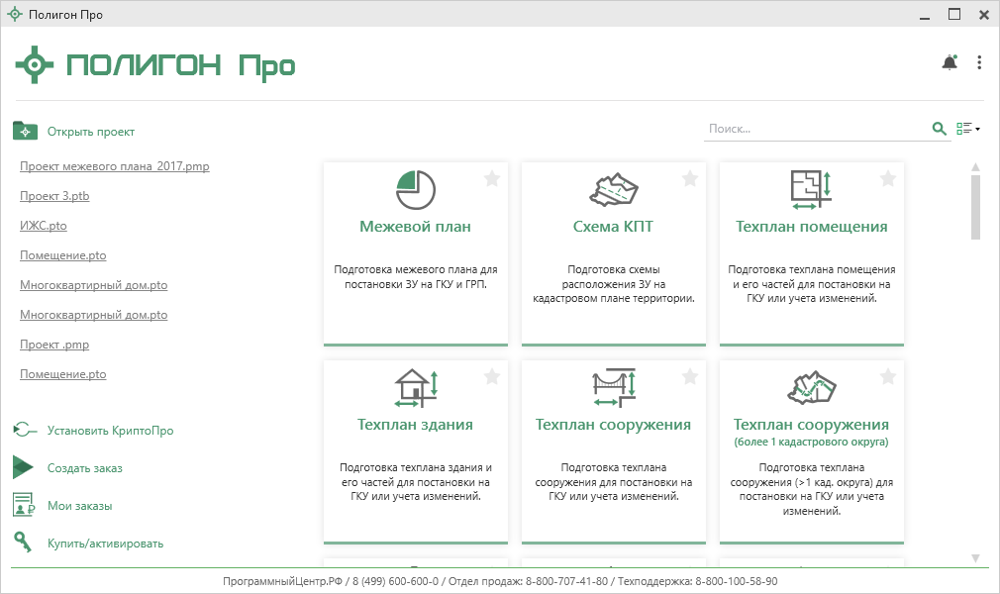 Полигон Про
ПОЛИГОН Про
Открыть проект
Поиск...
Проект межевого плана_2017.pmp
Проект 3.ptb
ИЖС.pto
Помещение.pto
Многоквартирный дом.pto
Многоквартирный дом.pto
Проект .pmp
Помещение.pto
Установить КриптоПро
Создать заказ
Мои заказы
Купить/активировать
Межевой план
Подготовка межевого плана для
постановки ЗУ на ГКУ и ГРП.
Схема КПТ
Подготовка схемы
расположения ЗУ на
кадастровом плане территории.
Техплан помещения
Подготовка техплана помещения
и его частей для постановки на
ГКУ или учета изменений.
Техплан здания
Подготовка техплана здания и
его частей для постановки на
ГКУ или учета изменений.
Техплан сооружения
Подготовка техплана
сооружения для постановки на
ГКУ или учета изменений.
Техплан сооружения
(более 1 кадастрового округа)
Подготовка техплана
сооружения (>1 кад. округа) для
постановки на ГКУ или учета
изменений.
ПрограммныйЦентр.РФ / 8 (499) 600-600-0 / Отдел продаж: 8-800-707-41-80 / Техподдержка: 8-800-100-58-90